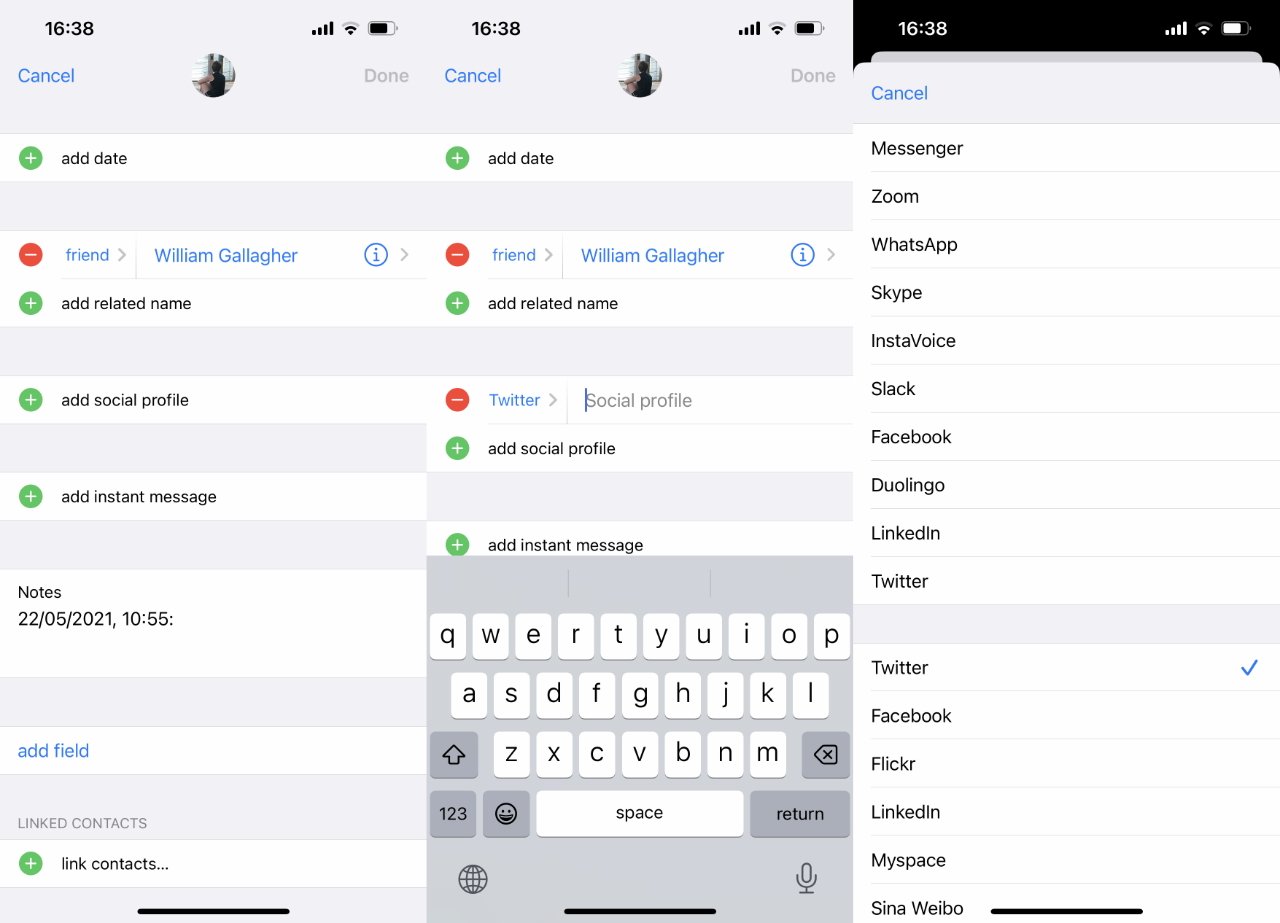 16:38
Cancel
Done
add date
friend
William Gallagher
add related name
add social profile
add instant message
Notes
22/05/2021, 10:55:
add field
LINKED CONTACTS
link contacts...
16:38
Cancel
Done
add date
friend
William Gallagher
add related name
Twitter
Social profile
add social profile
add instant message
q w e r t y u i o p
a s d f g h j k l
z x c v b n m
123 space return
16:38
Cancel
Messenger
Zoom
WhatsApp
Skype
InstaVoice
Slack
Facebook
Duolingo
LinkedIn
Twitter
Twitter
Facebook
Flickr
LinkedIn
Myspace
Sina Weibo